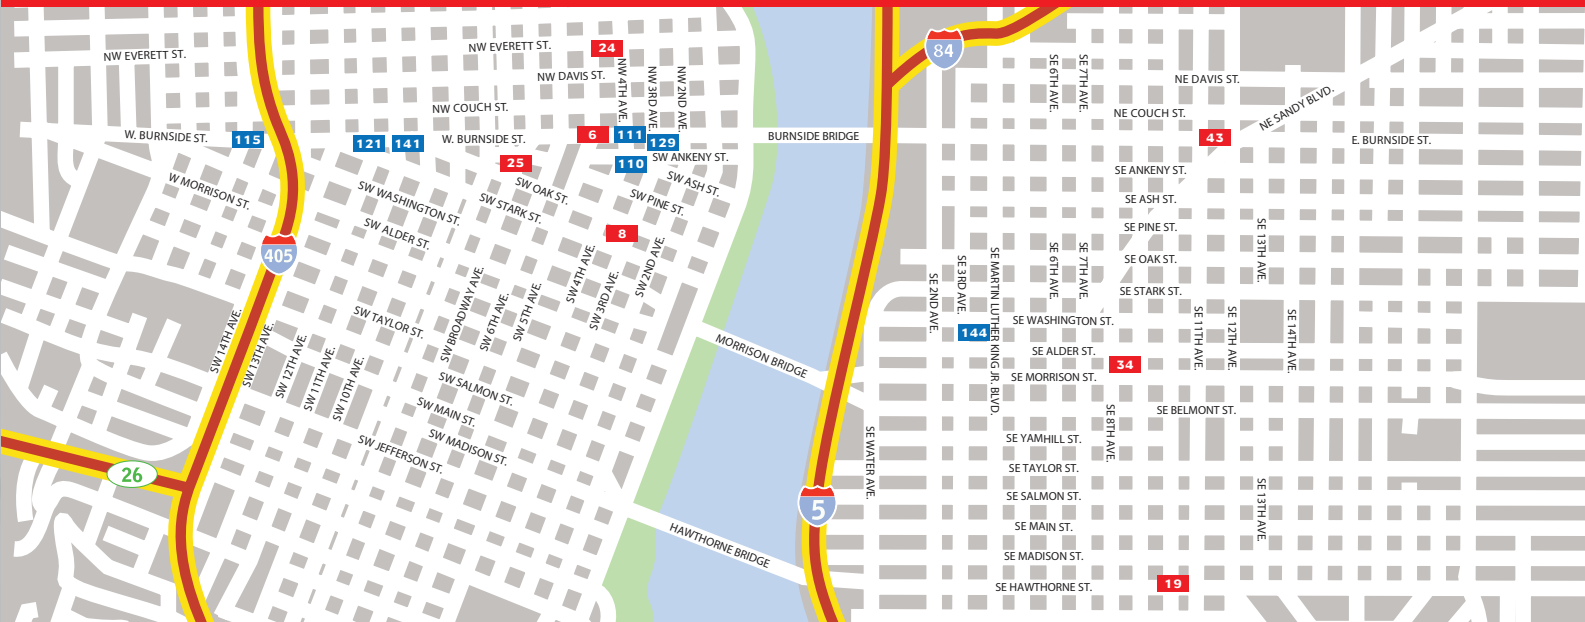 NW EVERETT ST.
NW EVERETT ST.
24
84
NW DAVIS ST.
NW 4TH AVE.
NW 3RD AVE.
NW 2ND AVE.
SE 6TH AVE.
SE 7TH AVE.
NE DAVIS ST.
NW COUCH ST.
NE COUCH ST.
NE SANDY BLVD.
W. BURNSIDE ST.
115
121
141
W. BURNSIDE ST.
6
111
129
BURNSIDE BRIDGE
43
E. BURNSIDE ST.
25
110
SW ANKENY ST.
SE ANKENY ST.
W MORRISON ST.
SW WASHINGTON ST.
SW OAK ST.
SW ASH ST.
SW STARK ST.
SW PINE ST.
SE ASH ST.
SW ALDER ST.
8
SE PINE ST.
405
SE OAK ST.
SE 13TH AVE.
SW 4TH AVE.
SW 3RD AVE.
SW 2ND AVE.
SE 2ND AVE.
SE 3RD AVE.
SE MARTIN LUTHER KING JR. BLVD.
SE 6TH AVE.
SE 7TH AVE.
SE STARK ST.
SW BROADWAY AVE.
SW 6TH AVE.
SW 5TH AVE.
SW TAYLOR ST.
SE WASHINGTON ST.
144
SE 11TH AVE.
SE 12TH AVE.
SE 14TH AVE.
SW 14TH AVE.
SW 13TH AVE.
SW 12TH AVE.
SW 11TH AVE.
SW 10TH AVE.
MORRISON BRIDGE
SE ALDER ST.
34
SE MORRISON ST.
SW SALMON ST.
SW MAIN ST.
SE BELMONT ST.
SE 8TH AVE.
SW JEFFERSON ST.
SW MADISON ST.
SE WATER AVE.
SE YAMHILL ST.
26
SE TAYLOR ST.
SE SALMON ST.
SE 13TH AVE.
5
HAWTHORNE BRIDGE
SE MAIN ST.
SE MADISON ST.
SE HAWTHORNE ST.
19